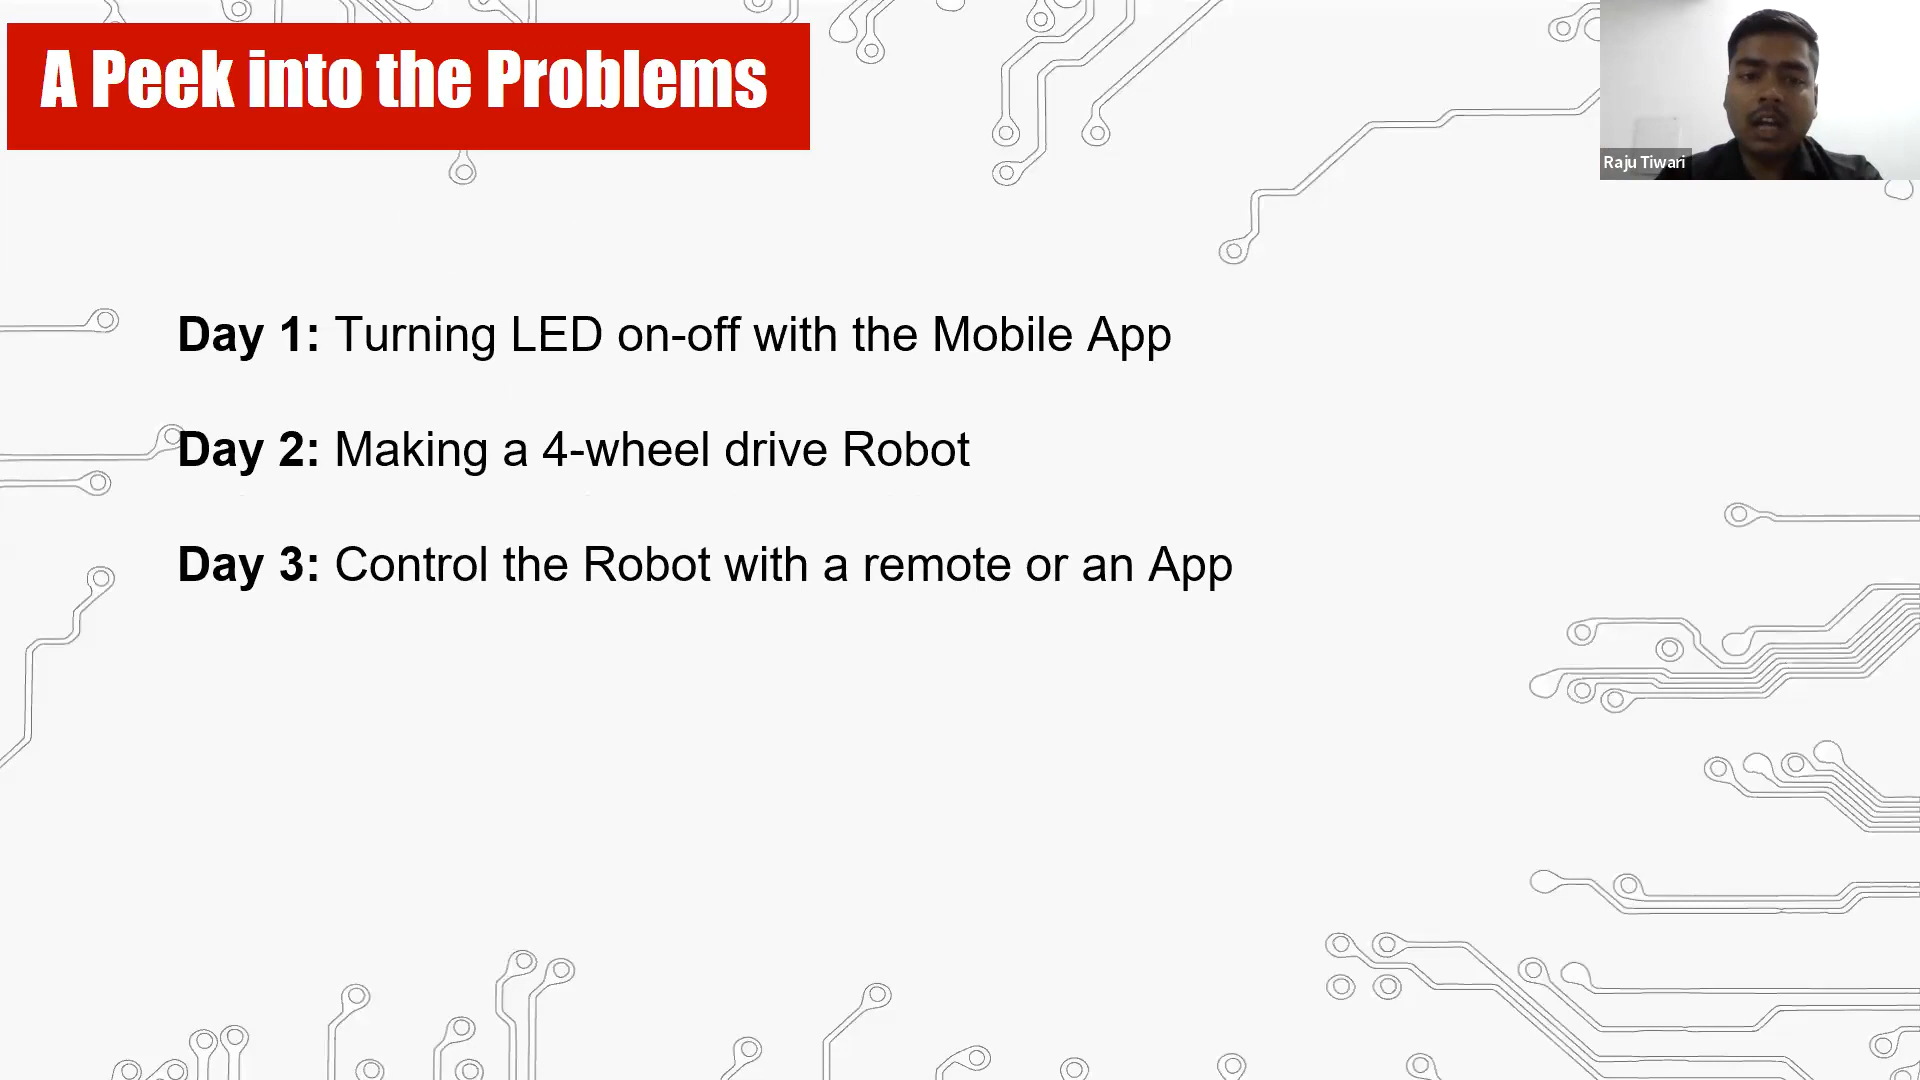 A Peek into the Problems
Raju Tiwari
Day 1: Turning LED on-off with the Mobile App
Day 2: Making a 4-wheel drive Robot
Day 3: Control the Robot with a remote or an App